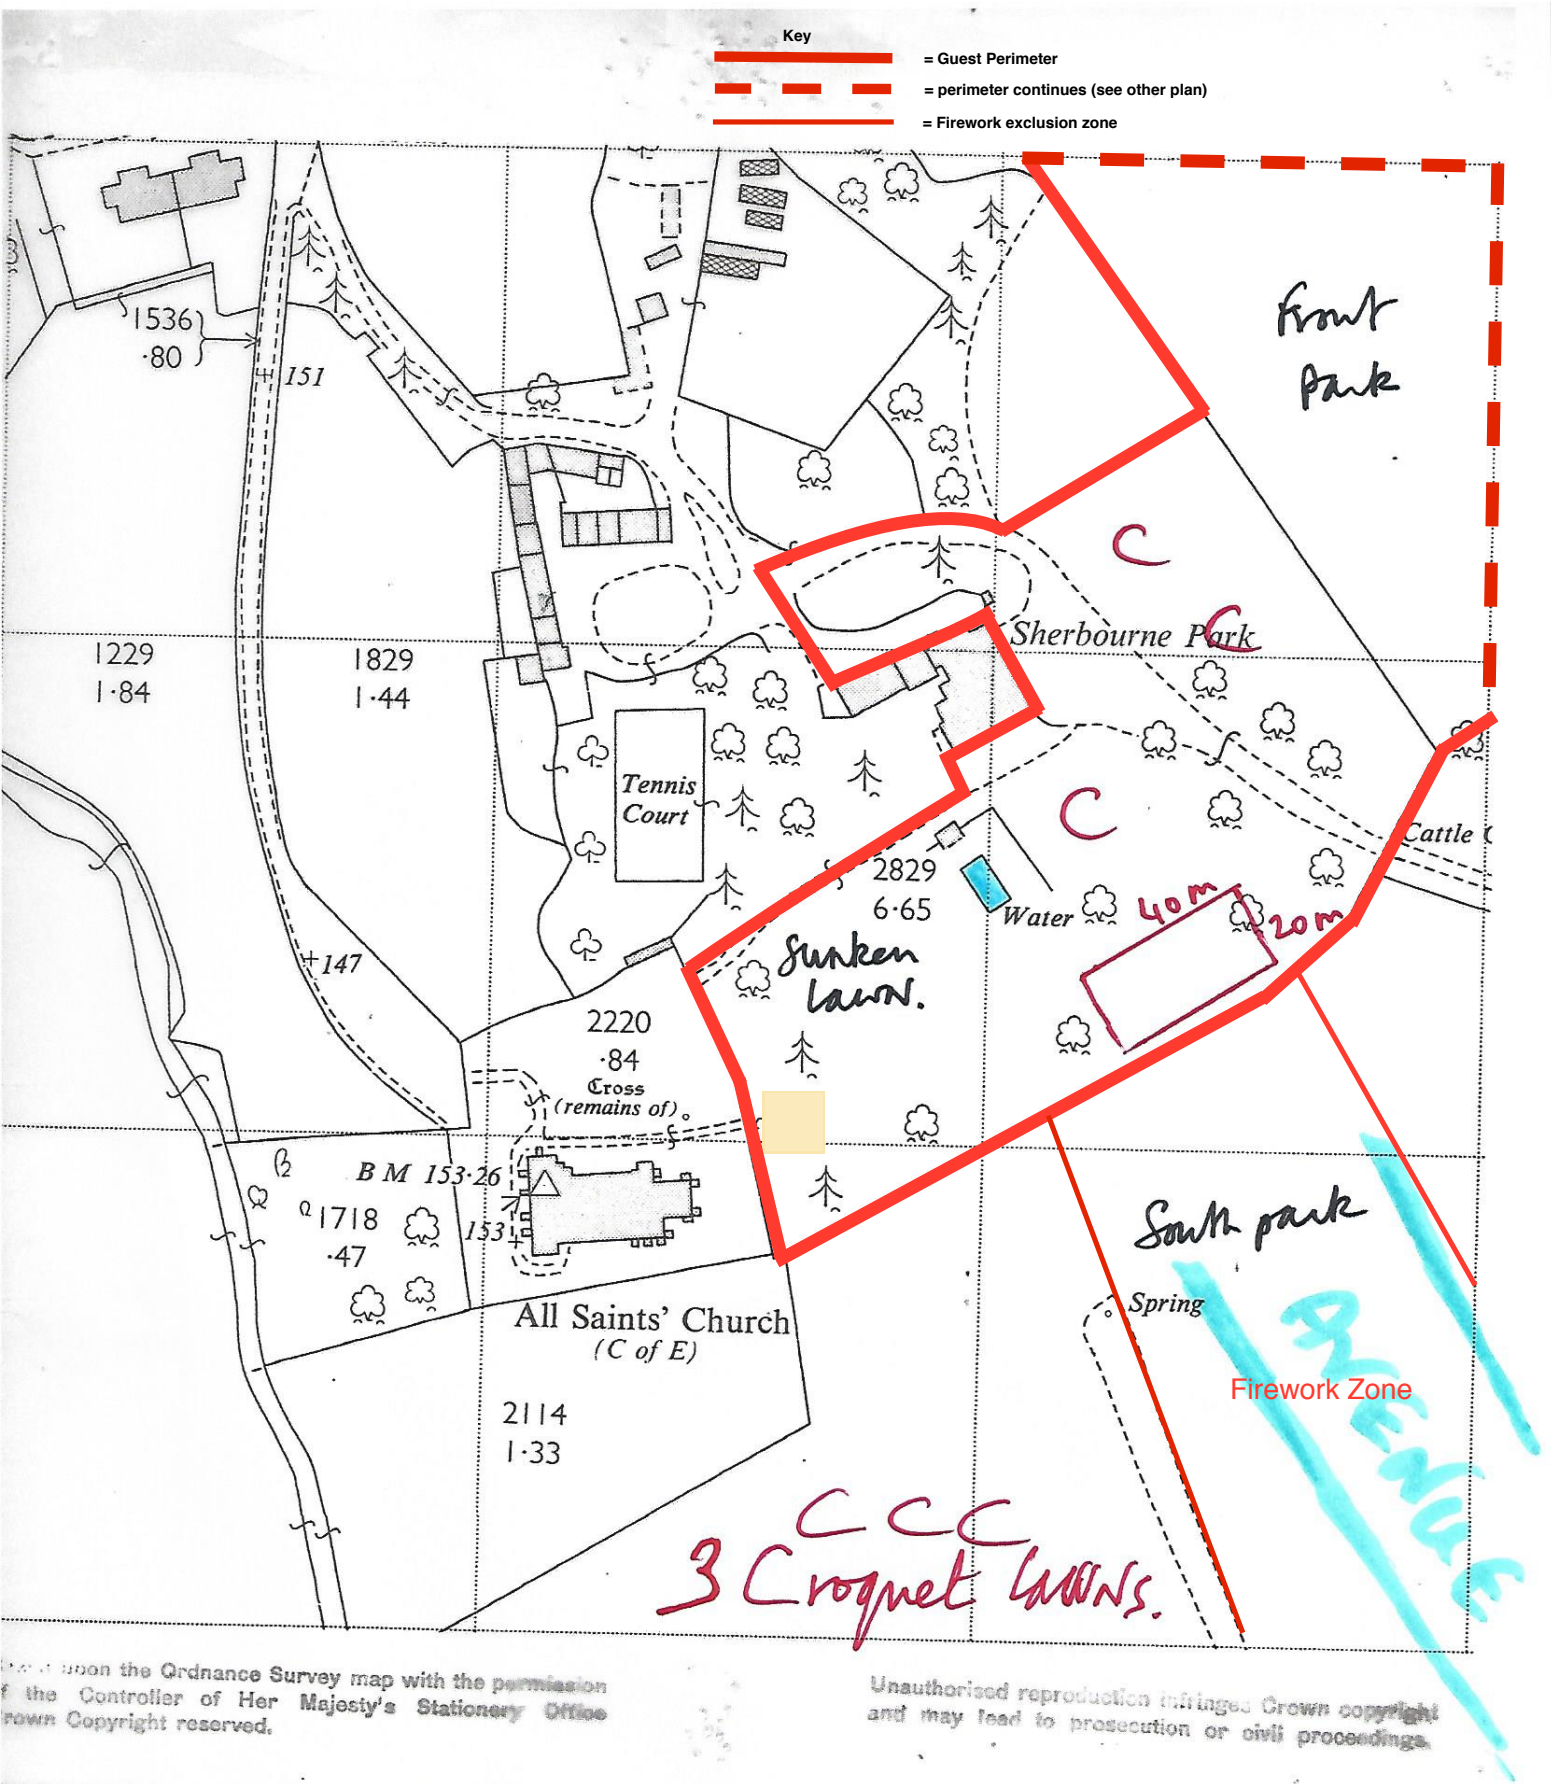 Key
= Guest Perimeter
= perimeter continues (see other plan)
= Firework exclusion zone
1536
·80
151
Front
Park
C
1229
1·84
1829
1·44
Sherbourne Park
C
Tennis
Court
C
Cattle
2829
6·65
Water
40m
20m
Sunken
Lawn.
147
2220
·84
Cross
(remains of)
BM 153·26
1718
·47
153
South park
Spring
All Saints' Church
(C of E)
Firework Zone
AVENUE
2114
1·33
C C C
3 Croquet Lawns.
upon the Ordnance Survey map with the permission
the Controller of Her Majesty's Stationery Office
rown Copyright reserved.
Unauthorised reproduction infringes Crown copyright
and may lead to prosecution or civil proceedings.